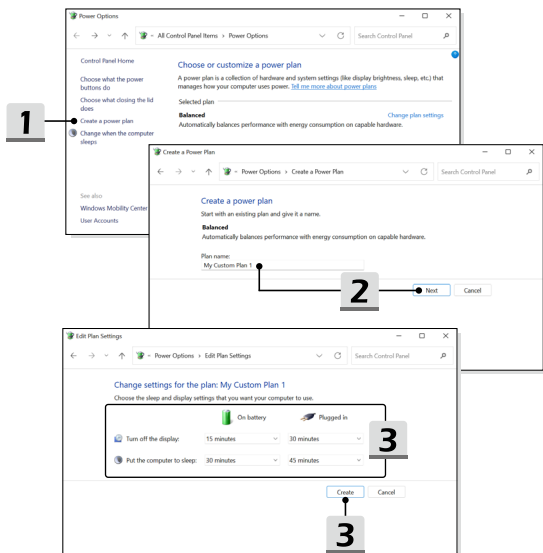 Power Options
All Control Panel Items › Power Options
Search Control Panel
Control Panel Home
Choose what the power
buttons do
Choose what closing the lid
does
1
Create a power plan
Change when the computer
sleeps
See also
Windows Mobility Center
User Accounts
Choose or customize a power plan
A power plan is a collection of hardware and system settings (like display brightness, sleep, etc.) that
manages how your computer uses power. Tell me more about power plans
Selected plan
Balanced
Change plan settings
Automatically balances performance with energy consumption on capable hardware.
Create a Power Plan
Power Options › Create a Power Plan
Search Control Panel
Create a power plan
Start with an existing plan and give it a name.
Balanced
Automatically balances performance with energy consumption on capable hardware.
Plan name:
My Custom Plan 1
2
Next Cancel
Edit Plan Settings
Power Options › Edit Plan Settings
Search Control Panel
Change settings for the plan: My Custom Plan 1
Choose the sleep and display settings that you want your computer to use.
On battery Plugged in
Turn off the display: 15 minutes 30 minutes
3
Put the computer to sleep: 30 minutes 45 minutes
Create Cancel
3